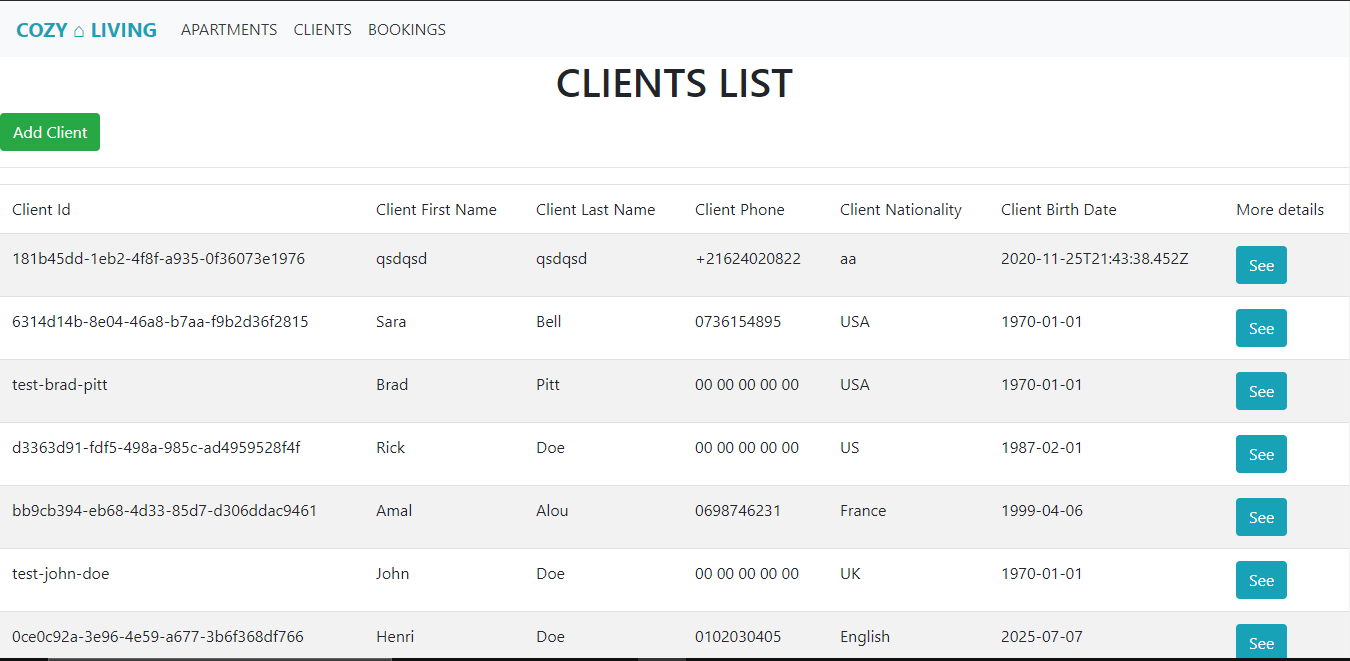 COZY ⌂ LIVING APARTMENTS CLIENTS BOOKINGS
CLIENTS LIST
Add Client
Client Id Client First Name Client Last Name Client Phone Client Nationality Client Birth Date More details
181b45dd-1eb2-4f8f-a935-0f36073e1976 qsdqsd qsdqsd +21624020822 aa 2020-11-25T21:43:38.452Z See
6314d14b-8e04-46a8-b7aa-f9b2d36f2815 Sara Bell 0736154895 USA 1970-01-01 See
test-brad-pitt Brad Pitt 00 00 00 00 00 USA 1970-01-01 See
d3363d91-fdf5-498a-985c-ad4959528f4f Rick Doe 00 00 00 00 00 US 1987-02-01 See
bb9cb394-eb68-4d33-85d7-d306ddac9461 Amal Alou 0698746231 France 1999-04-06 See
test-john-doe John Doe 00 00 00 00 00 UK 1970-01-01 See
0ce0c92a-3e96-4e59-a677-3b6f368df766 Henri Doe 0102030405 English 2025-07-07 See